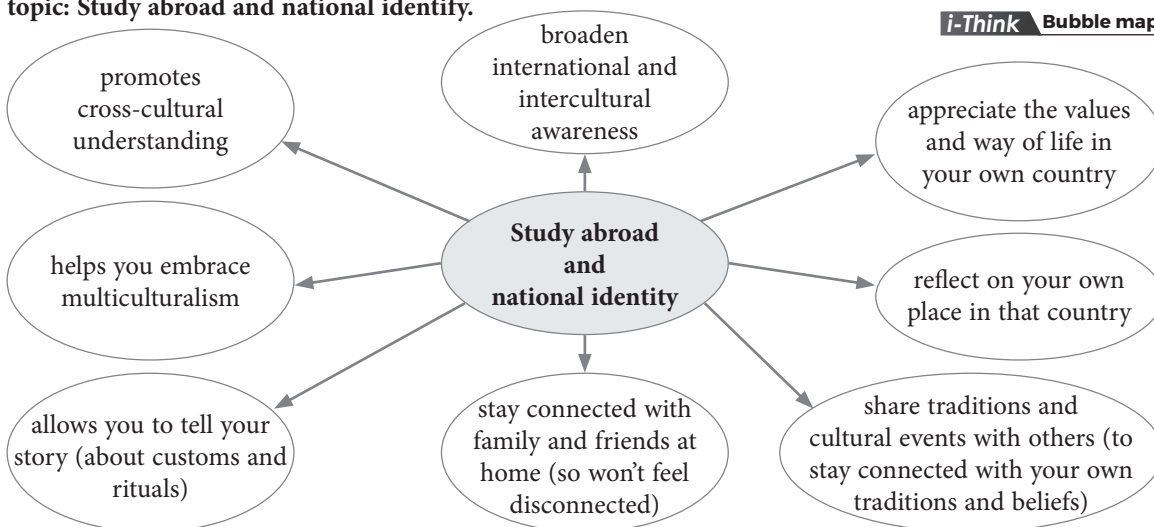 topic: Study abroad and national identify.
i-Think Bubble map
promotes
cross-cultural
understanding
broaden
international and
intercultural
awareness
appreciate the values
and way of life in
your own country
helps you embrace
multiculturalism
Study abroad
and
national identity
reflect on your own
place in that country
allows you to tell your
story (about customs and
rituals)
stay connected with
family and friends at
home (so won't feel
disconnected)
share traditions and
cultural events with others (to
stay connected with your own
traditions and beliefs)